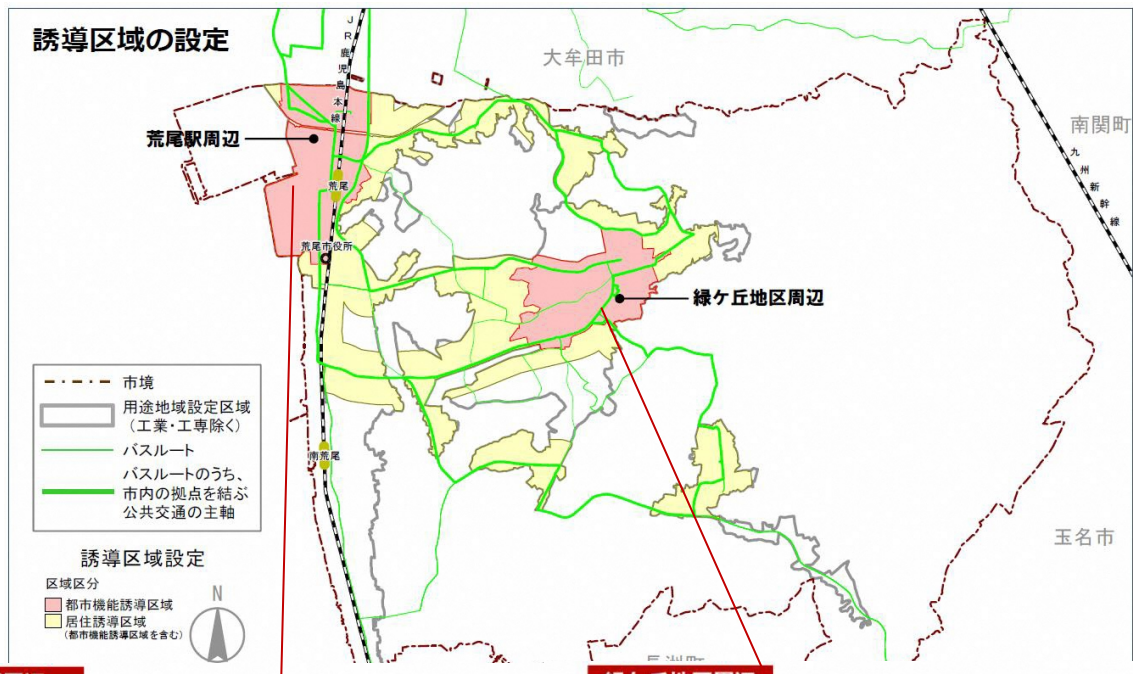 誘導区域の設定
JR鹿児島本線
大牟田市
荒尾駅周辺
南関町
九州新幹線
荒尾
荒尾市役所
緑ケ丘地区周辺
市境
用途地域設定区域
（工業・工専除く）
バスルート
バスルートのうち、
市内の拠点を結ぶ
公共交通の主軸
南荒尾
玉名市
誘導区域設定
区域区分
N
都市機能誘導区域
居住誘導区域
（都市機能誘導区域を含む）